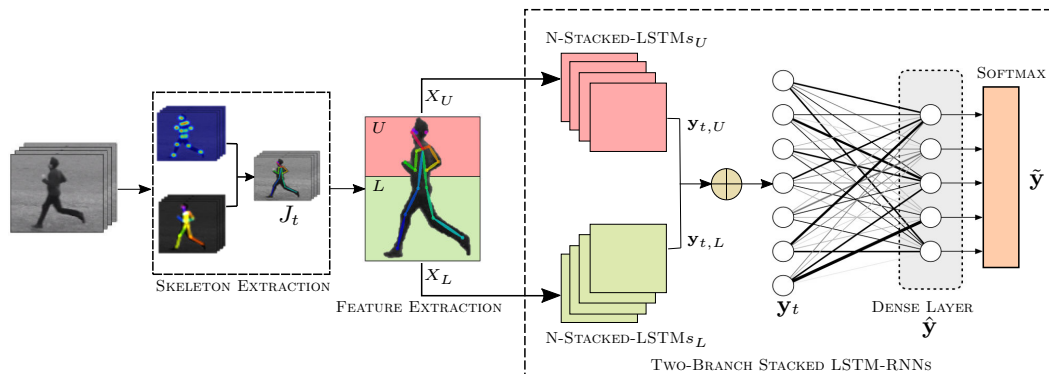 N-STACKED-LSTMs_U
SOFTMAX
X_U
U
y_{t,U}
L
J_t
ỹ
y_{t,L}
X_L
SKELETON EXTRACTION
FEATURE EXTRACTION
y_t
DENSE LAYER
ŷ
N-STACKED-LSTMs_L
TWO-BRANCH STACKED LSTM-RNNS